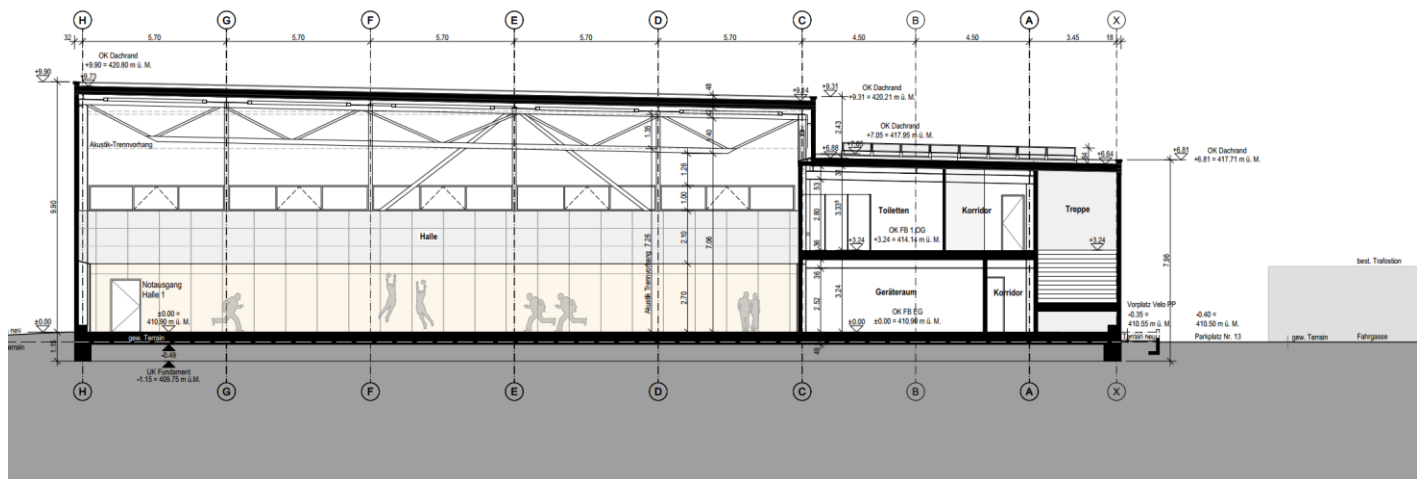 H G F E D C B A X
32 5.70 5.70 5.70 5.70 5.70 4.50 4.50 3.45 18
OK Dachrand
+9.90 = 420.80 m ü. M.
+9.90
+9.73
48
+9.14
+9.31
OK Dachrand
+9.31 = 420.21 m ü. M.
42
1.35
1.40
2.43
OK Dachrand
+7.05 = 417.95 m ü. M.
Akustik-Trennvorhang
+6.88
+7.05
64
+6.64
+6.81
OK Dachrand
+6.81 = 417.71 m ü. M.
1.26
1.00
53
2.80
3.33⁵
36
Toiletten
Korridor
Treppe
OK FB 1.OG
+3.24 = 414.14 m ü. M.
+3.24
+3.24
9.90
Halle
2.10
7.06
Akustik Trennvorhang 7.26
7.96
best. Trafostion
Notausgang
Halle 1
2.70
36
2.52
3.24
Geräteraum
Korridor
±0.00 =
410.90 m ü. M.
OK FB EG
±0.00 = 410.90 m ü. M.
±0.00
±0.00
Vorplatz Velo PP
-0.35 =
410.55 m ü. M.
-0.40 =
410.50 m ü. M.
gew. Terrain
Terrain neu
Parkplatz Nr. 13
gew. Terrain
Fahrgasse
1.15
-0.49
49
UK Fundament
-1.15 = 409.75 m ü.M.
H G F E D C B A X